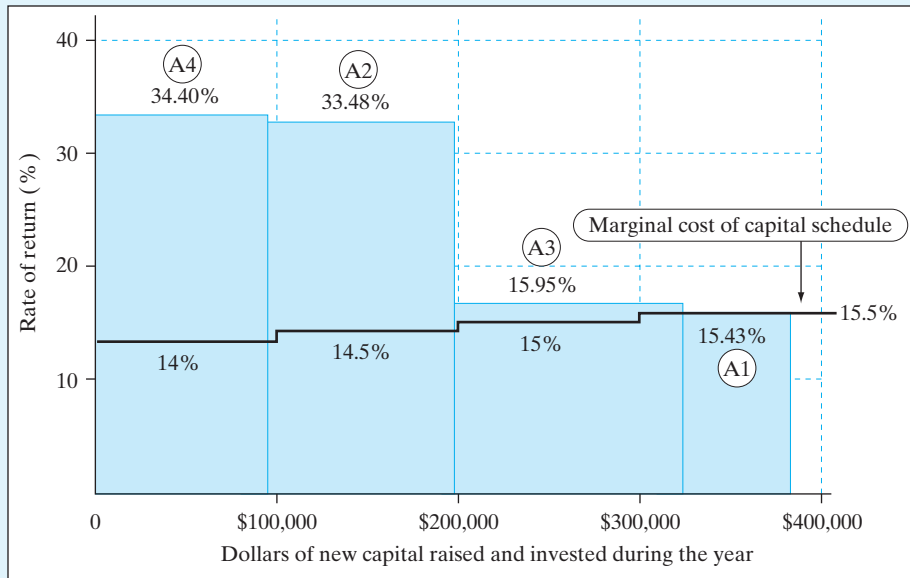 40
A4
34.40%
A2
33.48%
30
Marginal cost of capital schedule
Rate of return (%)
A3
15.95%
20
15.5%
14%
14.5%
15%
15.43%
A1
10
0
$100,000
$200,000
$300,000
$400,000
Dollars of new capital raised and invested during the year